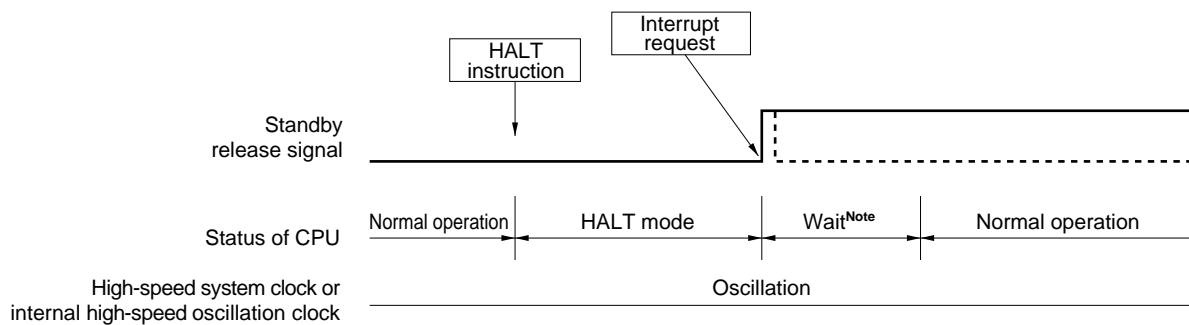 Interrupt
request
HALT
instruction
Standby
release signal
Status of CPU
Normal operation
HALT mode
WaitNote
Normal operation
High-speed system clock or
internal high-speed oscillation clock
Oscillation